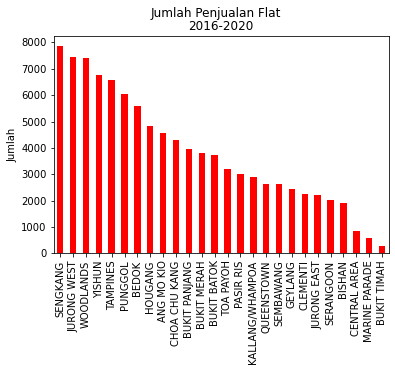 Jumlah Penjualan Flat
2016-2020
8000
7000
6000
5000
4000
3000
2000
1000
0
Jumlah
SENGKANG
JURONG WEST
WOODLANDS
YISHUN
TAMPINES
PUNGGOL
BEDOK
HOUGANG
ANG MO KIO
CHOA CHU KANG
BUKIT PANJANG
BUKIT MERAH
BUKIT BATOK
TOA PAYOH
PASIR RIS
KALLANG/WHAMPOA
QUEENSTOWN
SEMBAWANG
GEYLANG
CLEMENTI
JURONG EAST
SERANGOON
BISHAN
CENTRAL AREA
MARINE PARADE
BUKIT TIMAH